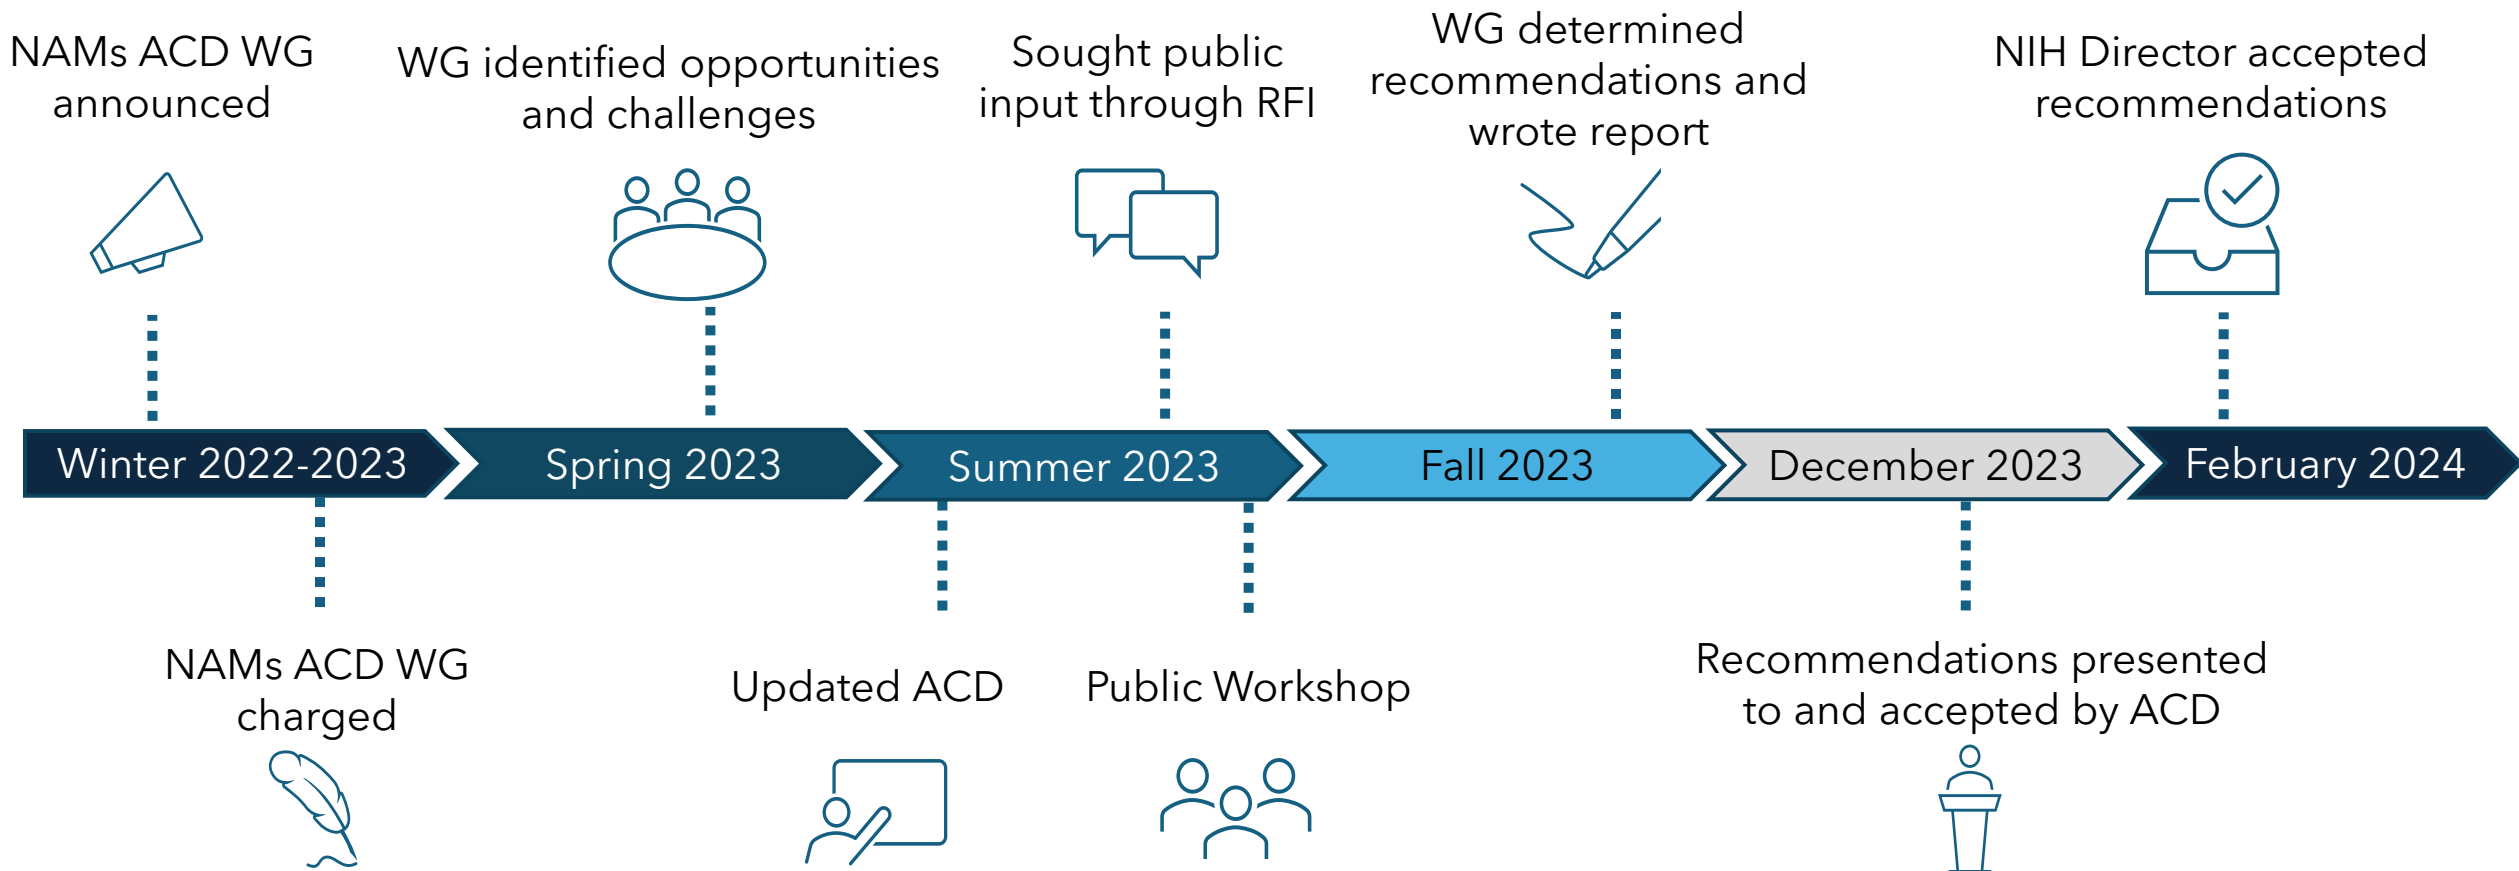 NAMs ACD WG
announced
WG identified opportunities
and challenges
Sought public
input through RFI
WG determined
recommendations and
wrote report
NIH Director accepted
recommendations
Winter 2022-2023
Spring 2023
Summer 2023
Fall 2023
December 2023
February 2024
NAMs ACD WG
charged
Updated ACD
Public Workshop
Recommendations presented
to and accepted by ACD